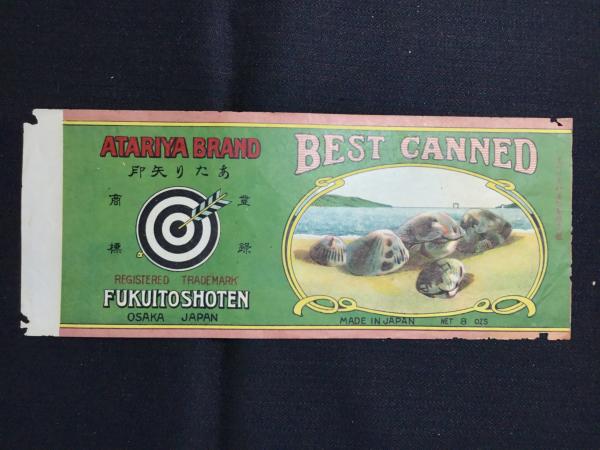 ATARIYA BRAND
あたり矢印
登録
商標
REGISTERED TRADEMARK
FUKUITOSHOTEN
OSAKA JAPAN
BEST CANNED
MADE IN JAPAN NET 8 OZS